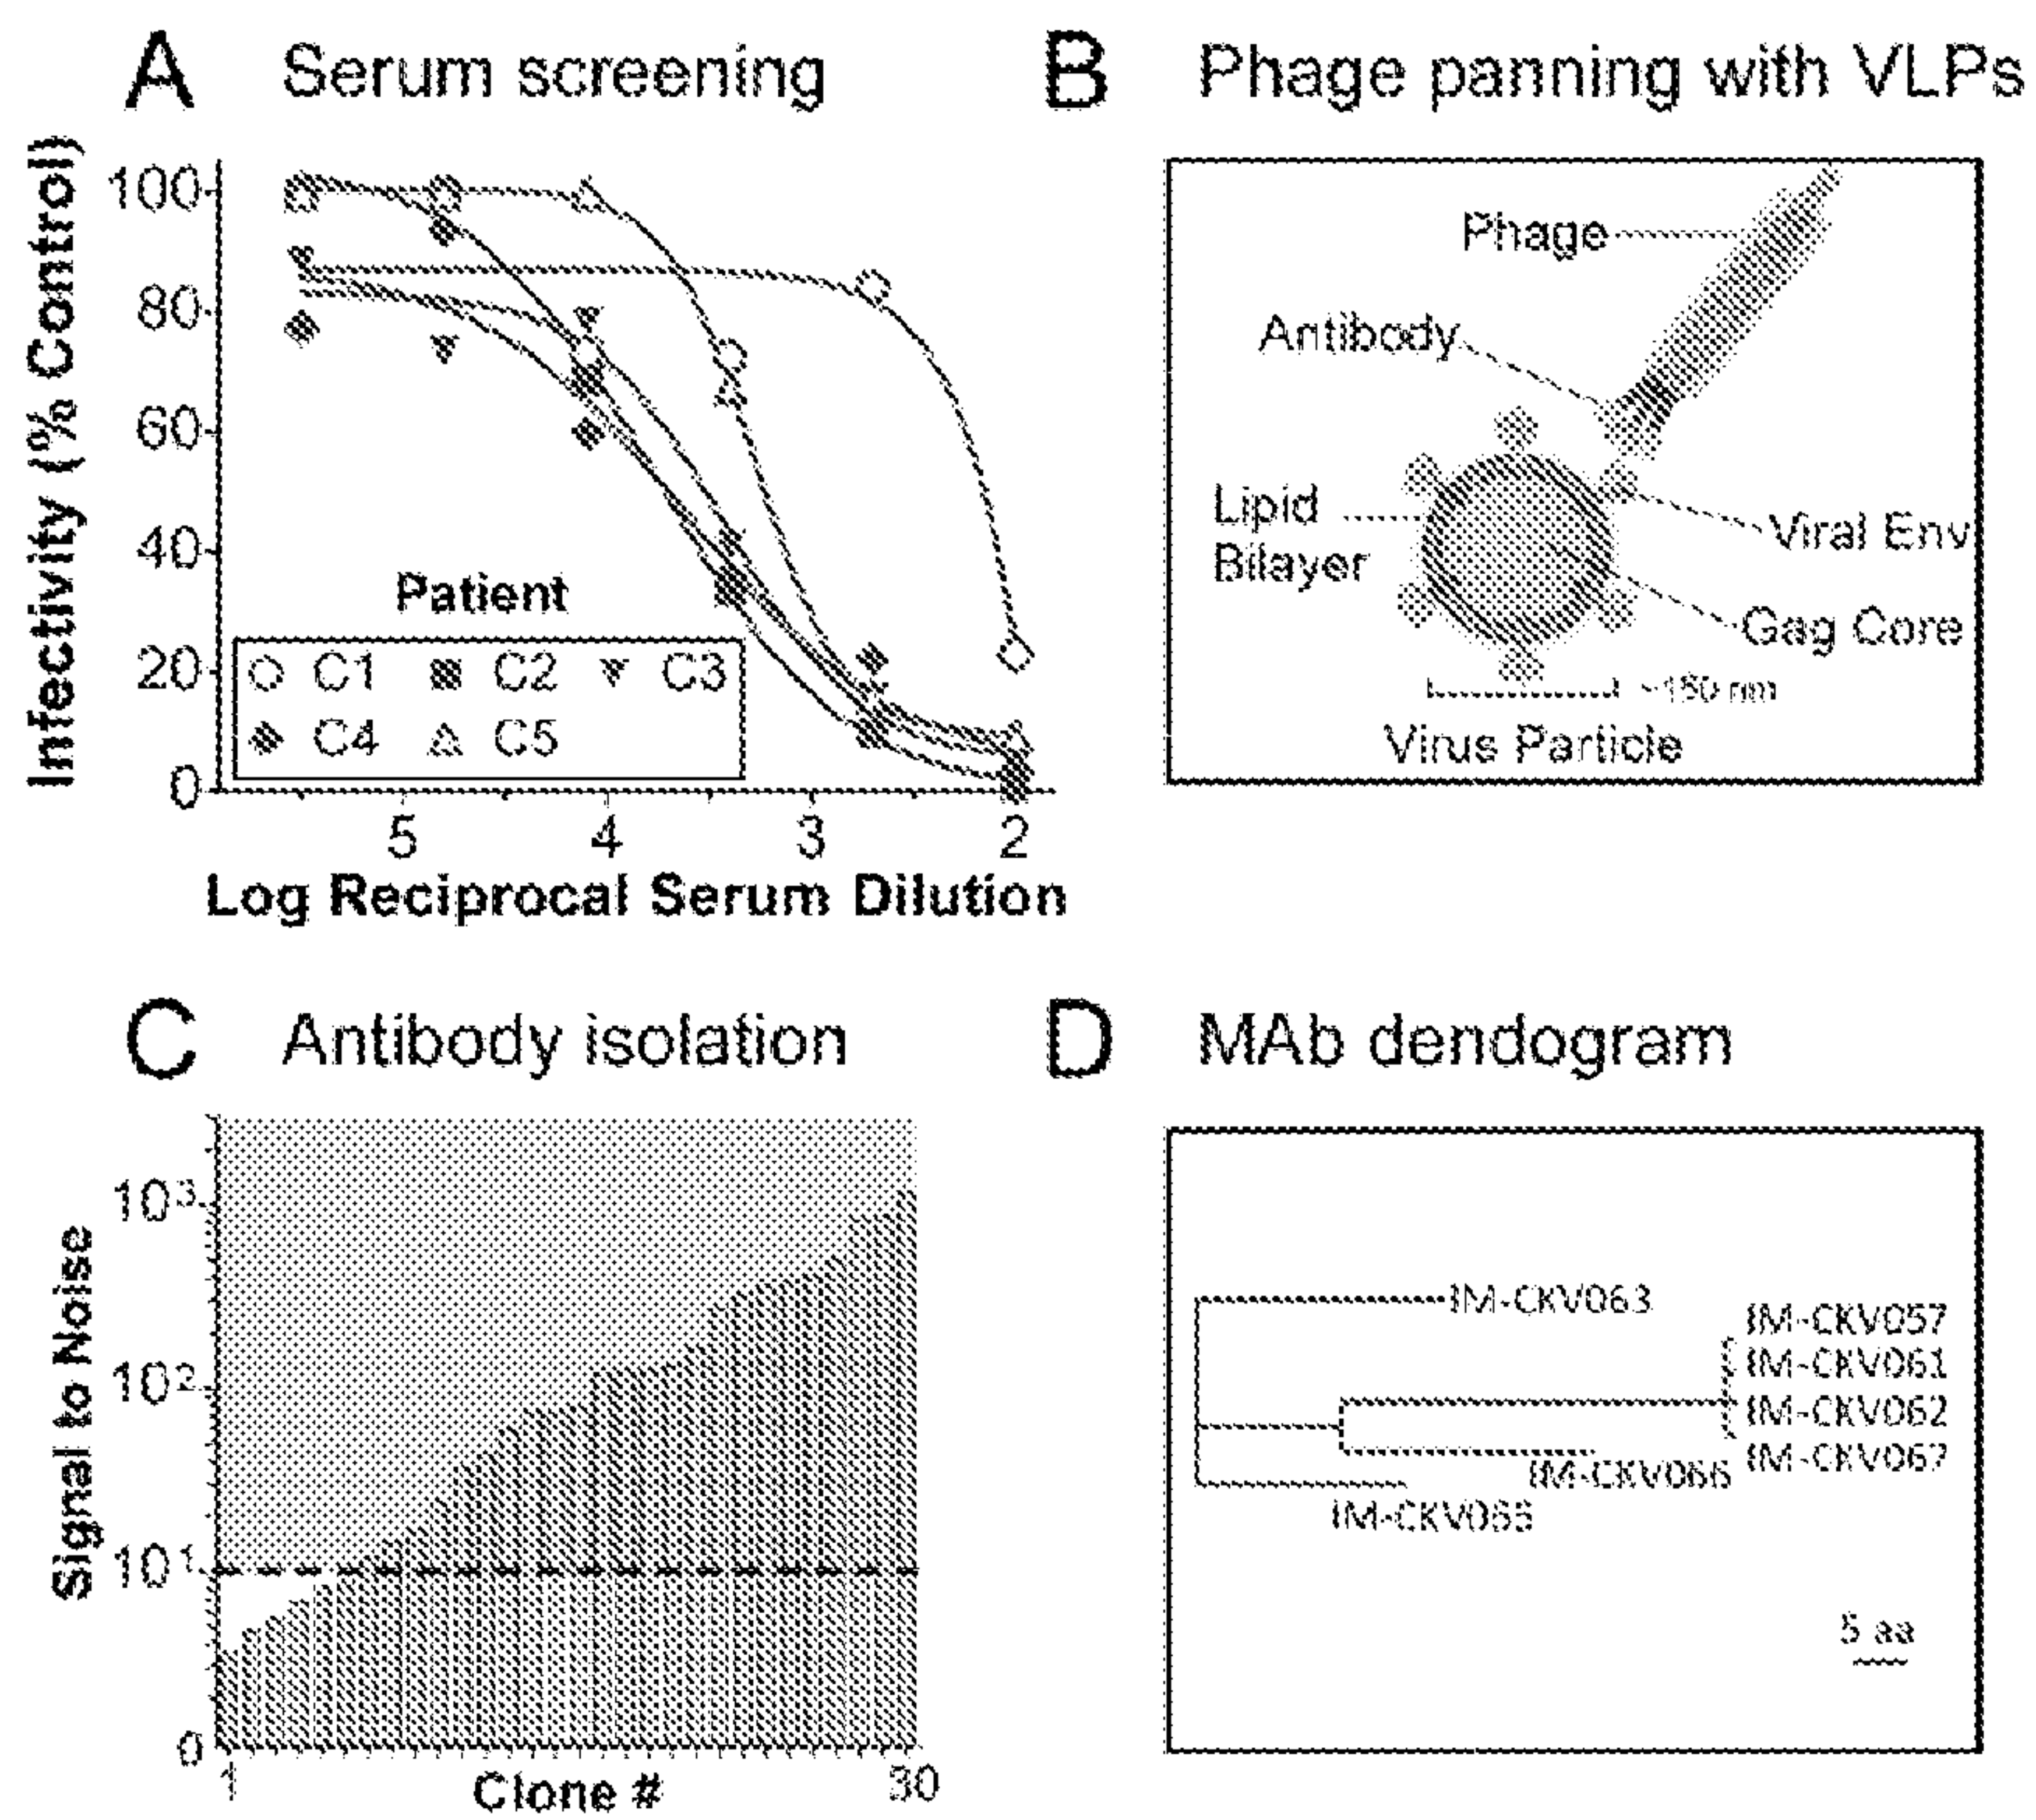 A Serum screening
Infectivity (% Control)
100
80
60
40
20
0
Patient
C1 C2 C3
C4 C5
5 4 3 2
Log Reciprocal Serum Dilution
B Phage panning with VLPs
Phage
Antibody
Lipid
Bilayer
Viral Env
Gag Core
~150 nm
Virus Particle
C Antibody isolation
Signal to Noise
10³
10²
10¹
0
1 30
Clone #
D MAb dendogram
IM-CKV063
IM-CKV057
IM-CKV061
IM-CKV062
IM-CKV067
IM-CKV066
IM-CKV065
5 aa